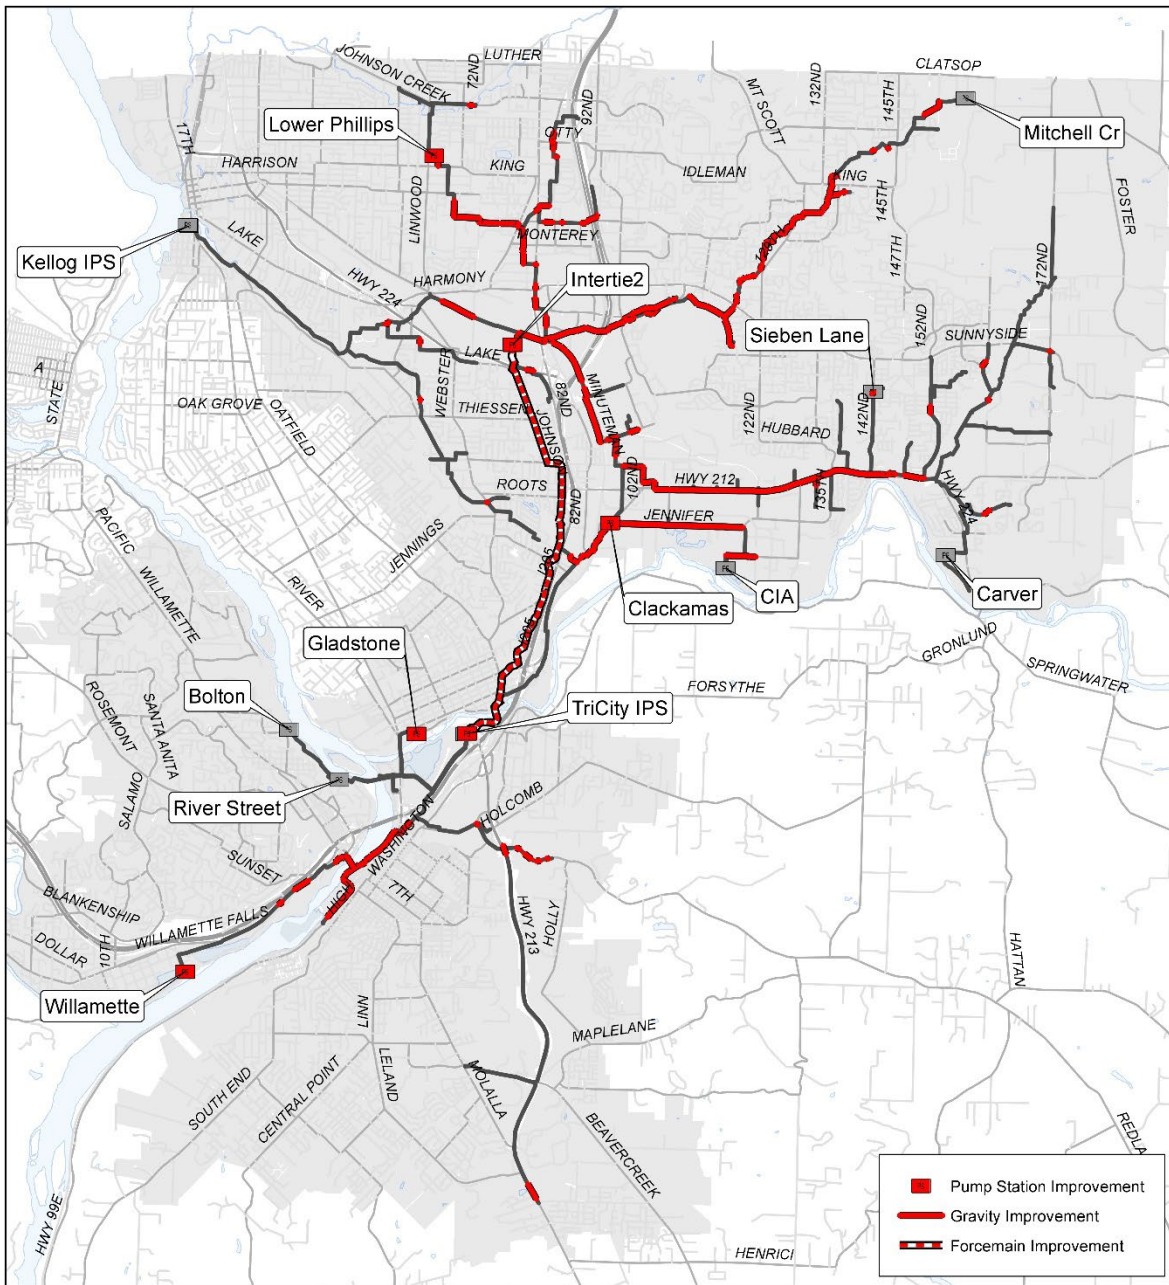 LUTHER
JOHNSON CREEK
72ND
92ND
132ND
CLATSOP
MT SCOTT
145TH
17TH
Lower Phillips
OTTY
Mitchell Cr
HARRISON
KING
IDLEMAN
KING
LINWOOD
145TH
FOSTER
LAKE
MONTEREY
147TH
172ND
Kellog IPS
HARMONY
Intertie2
HWY 224
152ND
SUNNYSIDE
Sieben Lane
LAKE
A
STATE
WEBSTER
82ND
MINUTEMAN
OAK GROVE
OATFIELD
THIESSEN
JOHNSON
122ND
142ND
HUBBARD
ROOTS
102ND
HWY 212
135TH
HWY 224
82ND
JENNIFER
PACIFIC
JENNINGS
I205
WILLAMETTE
RIVER
Clackamas
CIA
Carver
I205
Gladstone
GRONLUND
SPRINGWATER
FORSYTHE
Bolton
ROSEMONT
SANTA ANITA
TriCity IPS
River Street
SALAMO
WASHINGTON
HOLCOMB
SUNSET
HIGH
7TH
BLANKENSHIP
WILLAMETTE FALLS
HWY 213
HOLLY
DOLLAR
10TH
HATTAN
Willamette
LINN
MAPLELANE
LELAND
SOUTH END
CENTRAL POINT
MOLALLA
BEAVERCREEK
REDLA
HWY 99E
HENRICI
Pump Station Improvement
Gravity Improvement
Forcemain Improvement